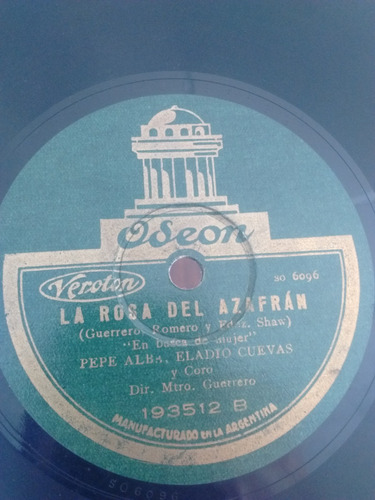 Odeon
Veroton
so 6096
LA ROSA DEL AZAFRÁN
(Guerrero, Romero y Fdez. Shaw)
"En busca de mujer"
PEPE ALBA, ELADIO CUEVAS
y Coro
Dir. Mtro. Guerrero
193512 B
MANUFACTURADO EN LA ARGENTINA